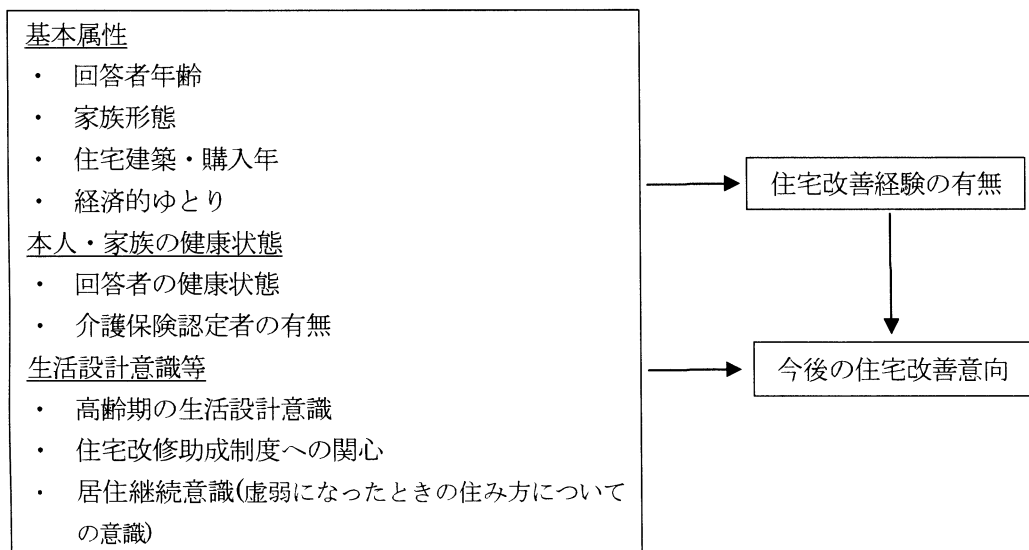 基本属性
・ 回答者年齢
・ 家族形態
・ 住宅建築・購入年
・ 経済的ゆとり
本人・家族の健康状態
・ 回答者の健康状態
・ 介護保険認定者の有無
生活設計意識等
・ 高齢期の生活設計意識
・ 住宅改修助成制度への関心
・ 居住継続意識(虚弱になったときの住み方について
の意識)
住宅改善経験の有無
今後の住宅改善意向